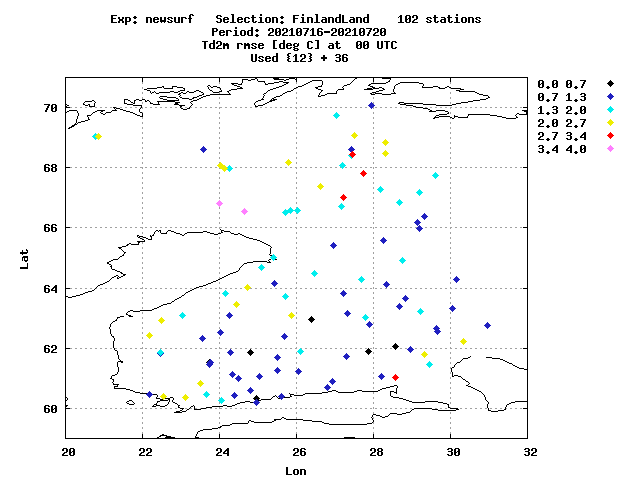 Exp: newsurf   Selection: FinlandLand    102 stations
Period: 20210716-20210720
Td2m rmse [deg C] at  00 UTC
Used {12} + 36
0.0 0.7
0.7 1.3
1.3 2.0
2.0 2.7
2.7 3.4
3.4 4.0
70
68
66
64
62
60
Lat
20 22 24 26 28 30 32
Lon